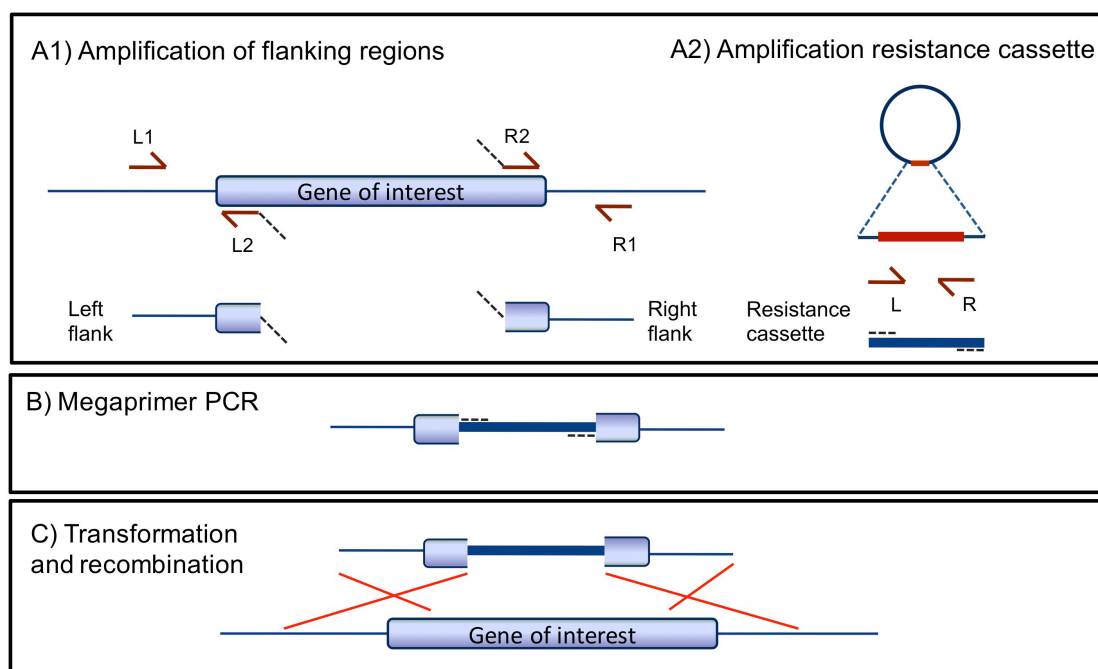 A1) Amplification of flanking regions
A2) Amplification resistance cassette
L1
R2
Gene of interest
L2
R1
Left
flank
Right
flank
L
R
Resistance
cassette
B) Megaprimer PCR
C) Transformation
and recombination
Gene of interest